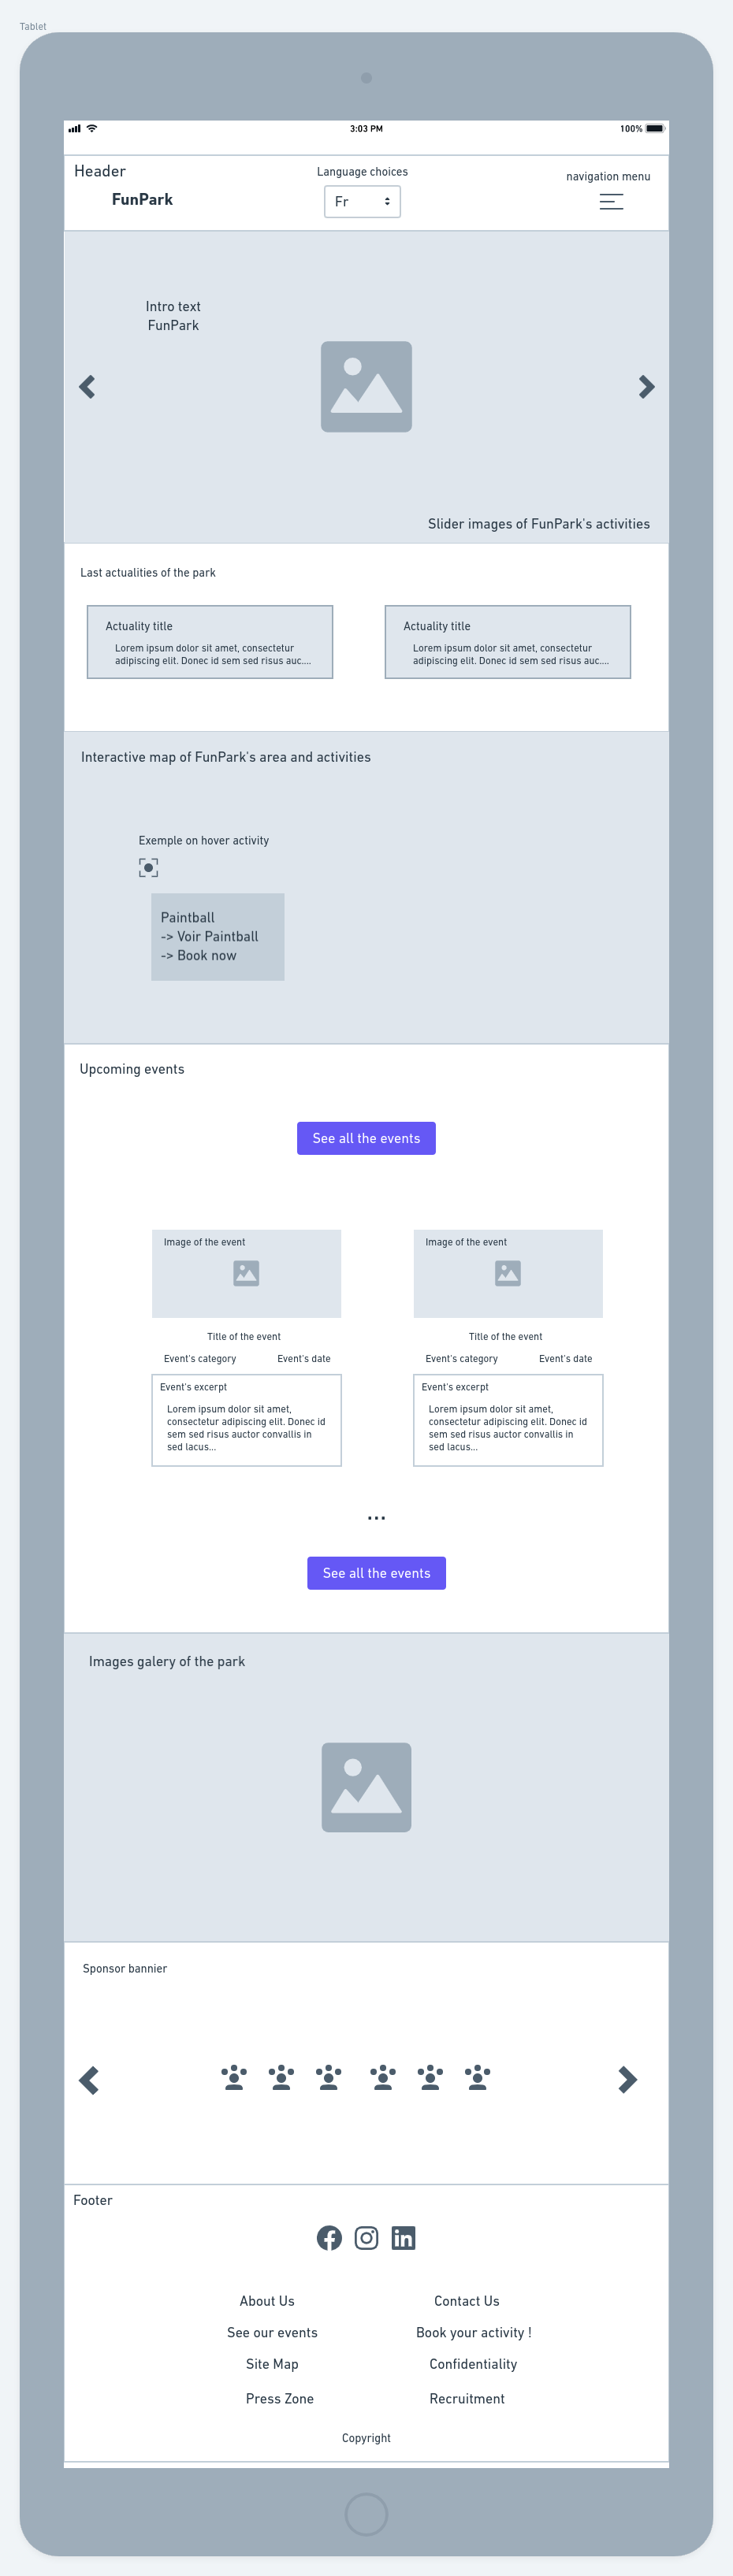 Tablet
3:03 PM
100%
Header
Language choices
navigation menu
FunPark
Fr
Intro text
FunPark
Slider images of FunPark's activities
Last actualities of the park
Actuality title
Lorem ipsum dolor sit amet, consectetur
adipiscing elit. Donec id sem sed risus auc....
Actuality title
Lorem ipsum dolor sit amet, consectetur
adipiscing elit. Donec id sem sed risus auc....
Interactive map of FunPark's area and activities
Exemple on hover activity
Paintball
-> Voir Paintball
-> Book now
Upcoming events
See all the events
Image of the event
Title of the event
Event's category
Event's date
Event's excerpt
Lorem ipsum dolor sit amet,
consectetur adipiscing elit. Donec id
sem sed risus auctor convallis in
sed lacus...
Image of the event
Title of the event
Event's category
Event's date
Event's excerpt
Lorem ipsum dolor sit amet,
consectetur adipiscing elit. Donec id
sem sed risus auctor convallis in
sed lacus...
...
See all the events
Images galery of the park
Sponsor bannier
Footer
About Us
Contact Us
See our events
Book your activity !
Site Map
Confidentiality
Press Zone
Recruitment
Copyright